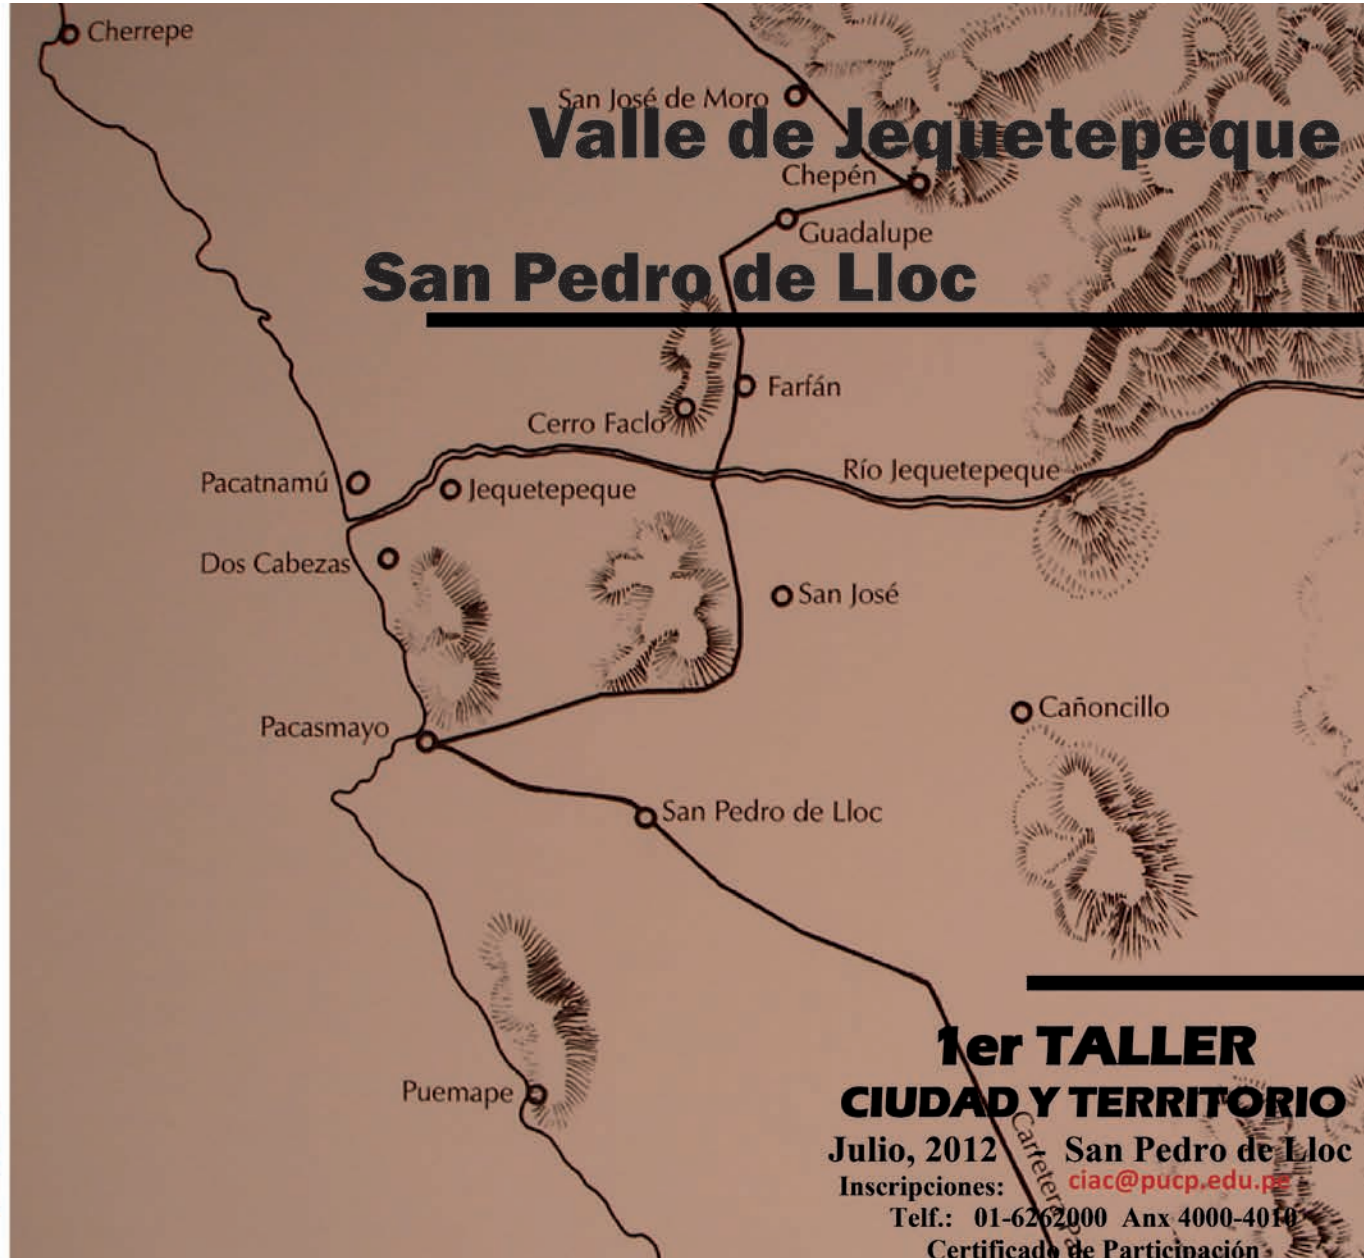 Cherrepe
San José de Moro
Valle de Jequetepeque
Chepén
Guadalupe
San Pedro de Lloc
Farfán
Cerro Faclo
Río Jequetepeque
Pacatnamú
Jequetepeque
Dos Cabezas
San José
Cañoncillo
Pacasmayo
San Pedro de Lloc
Puemape
1er TALLER
CIUDAD Y TERRITORIO
Julio, 2012 - San Pedro de Lloc
Inscripciones: ciac@pucp.edu.pe
Telf.: 01-6262000 Anx 4000-4010
Certificado de Participación
Carretera